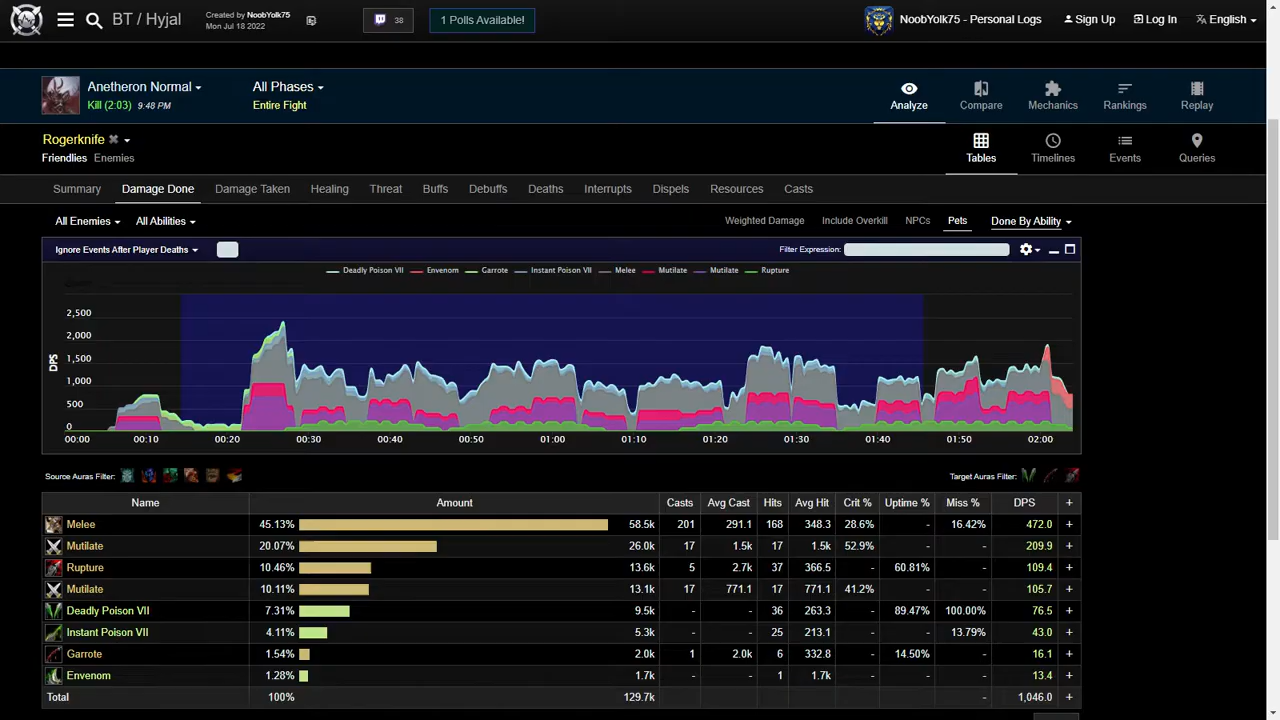 BT / Hyjal
Created by NoobYolk75
Mon Jul 18 2022
38
1 Polls Available!
NoobYolk75 - Personal Logs
Sign Up
Log In
English
Anetheron Normal
Kill (2:03) 9:48 PM
All Phases
Entire Fight
Analyze
Compare
Mechanics
Rankings
Replay
Rogerknife
Friendlies Enemies
Tables
Timelines
Events
Queries
Summary Damage Done Damage Taken Healing Threat Buffs Debuffs Deaths Interrupts Dispels Resources Casts
All Enemies All Abilities
Weighted Damage Include Overkill NPCs Pets Done By Ability
Ignore Events After Player Deaths
Filter Expression:
Deadly Poison VII Envenom Garrote Instant Poison VII Melee Mutilate Mutilate Rupture
DPS
2,500
2,000
1,500
1,000
500
0
00:00 00:10 00:20 00:30 00:40 00:50 01:00 01:10 01:20 01:30 01:40 01:50 02:00
Source Auras Filter:
Target Auras Filter:
Name Amount Casts Avg Cast Hits Avg Hit Crit % Uptime % Miss % DPS +
Melee 45.13% 58.5k 201 291.1 168 348.3 28.6% - 16.42% 472.0 +
Mutilate 20.07% 26.0k 17 1.5k 17 1.5k 52.9% - - 209.9 +
Rupture 10.46% 13.6k 5 2.7k 37 366.5 - 60.81% - 109.4 +
Mutilate 10.11% 13.1k 17 771.1 17 771.1 41.2% - - 105.7 +
Deadly Poison VII 7.31% 9.5k - - 36 263.3 - 89.47% 100.00% 76.5 +
Instant Poison VII 4.11% 5.3k - - 25 213.1 - - 13.79% 43.0 +
Garrote 1.54% 2.0k 1 2.0k 6 332.8 - 14.50% - 16.1 +
Envenom 1.28% 1.7k - - 1 1.7k - - - 13.4 +
Total 100% 129.7k - 1,046.0 +